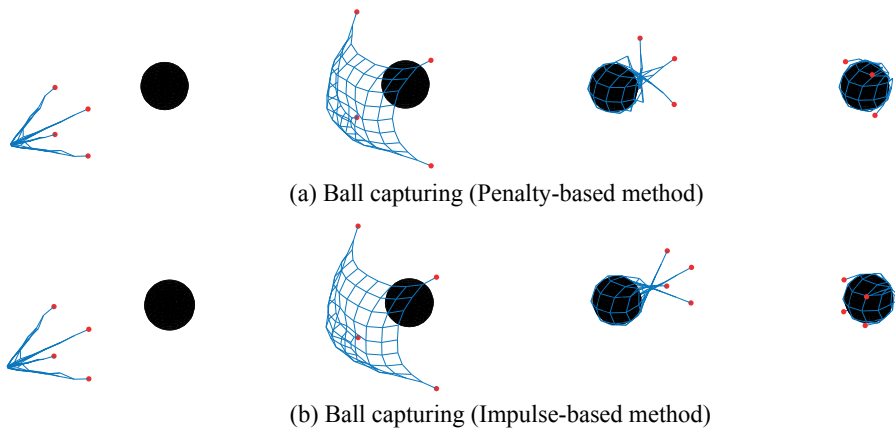 (a) Ball capturing (Penalty-based method)
(b) Ball capturing (Impulse-based method)